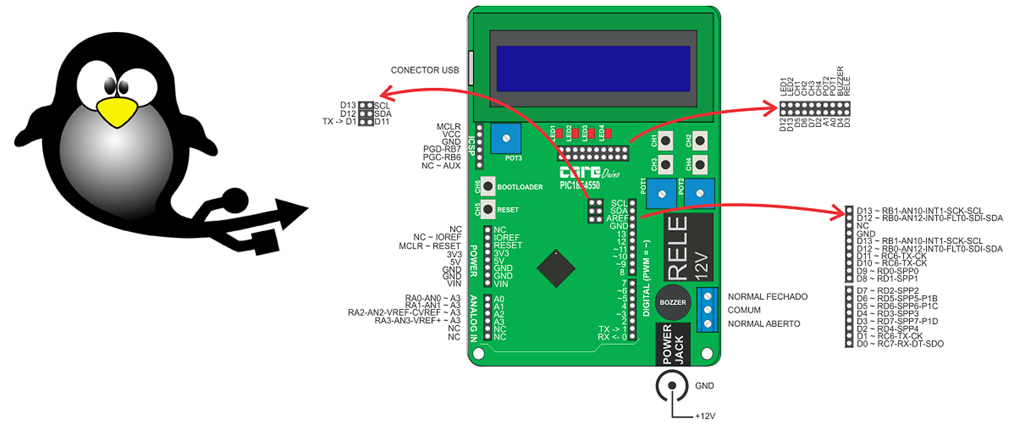 CONECTOR USB
D13 SCL
D12 SDA
TX -> D1 D11
MCLR
VCC
GND
PGD-RB7
PGC-RB6
NC ~ AUX
ICSP
POT3
LED1
LED2
LED3
LED4
CH1
CH2
CH3
CH4
POT1
POT2
core Duino
PIC18F4550
CH6
BOOTLOADER
CH5
RESET
NC
NC ~ IOREF
MCLR ~ RESET
3V3
5V
GND
GND
VIN
POWER
NC
IOREF
RESET
3V3
5V
GND
GND
VIN
RA0-AN0 ~ A3
RA1-AN1 ~ A3
RA2-AN2-VREF-CVREF ~ A3
RA3-AN3-VREF+ ~ A3
NC
NC
ANALOG IN
A0
A1
A2
A3
NC
NC
SCL
SDA
AREF
GND
13
12
~11
~10
~9
8
7
~6
~5
4
~3
2
TX -> 1
RX <- 0
DIGITAL (PWM = ~)
RELE
12V
BOZZER
POWER
JACK
NORMAL FECHADO
COMUM
NORMAL ABERTO
GND
+12V
LED1
LED2
CH1
CH2
CH3
CH4
POT2
POT1
BUZZER
RELE
D12
D13
D5
D6
D7
D2
A1
A0
D4
D3
D13 ~ RB1-AN10-INT1-SCK-SCL
D12 ~ RB0-AN12-INT0-FLT0-SDI-SDA
NC
GND
D13 ~ RB1-AN10-INT1-SCK-SCL
D12 ~ RB0-AN12-INT0-FLT0-SDI-SDA
D11 ~ RC6-TX-CK
D10 ~ RC6-TX-CK
D9 ~ RD0-SPP0
D8 ~ RD1-SPP1
D7 ~ RD2-SPP2
D6 ~ RD5-SPP5-P1B
D5 ~ RD6-SPP6-P1C
D4 ~ RD3-SPP3
D3 ~ RD7-SPP7-P1D
D2 ~ RD4-SPP4
D1 ~ RC6-TX-CK
D0 ~ RC7-RX-DT-SDO